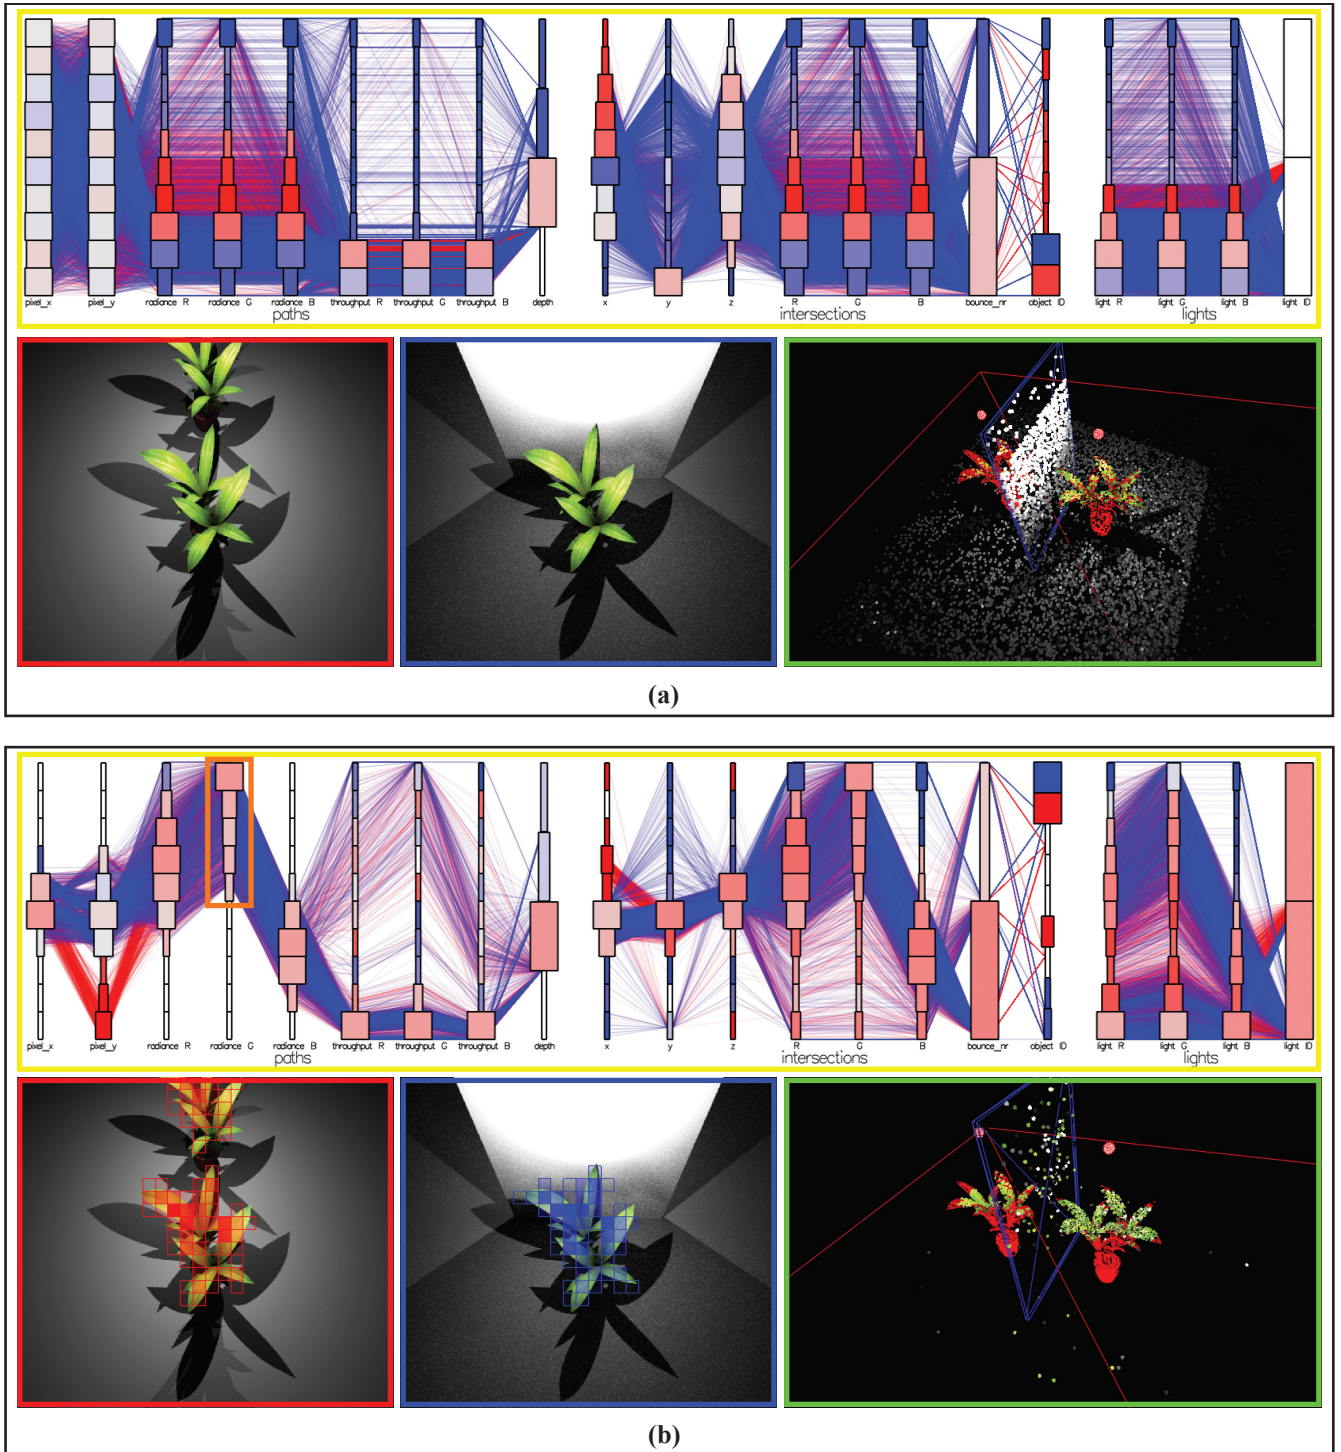 pixel_x pixel_y radiance R radiance G radiance B throughput R throughput G throughput B depth x y z R G B bounce_nr object ID light R light G light B light ID
paths intersections lights
(a)
pixel_x pixel_y radiance R radiance G radiance B throughput R throughput G throughput B depth x y z R G B bounce_nr object ID light R light G light B light ID
paths intersections lights
(b)